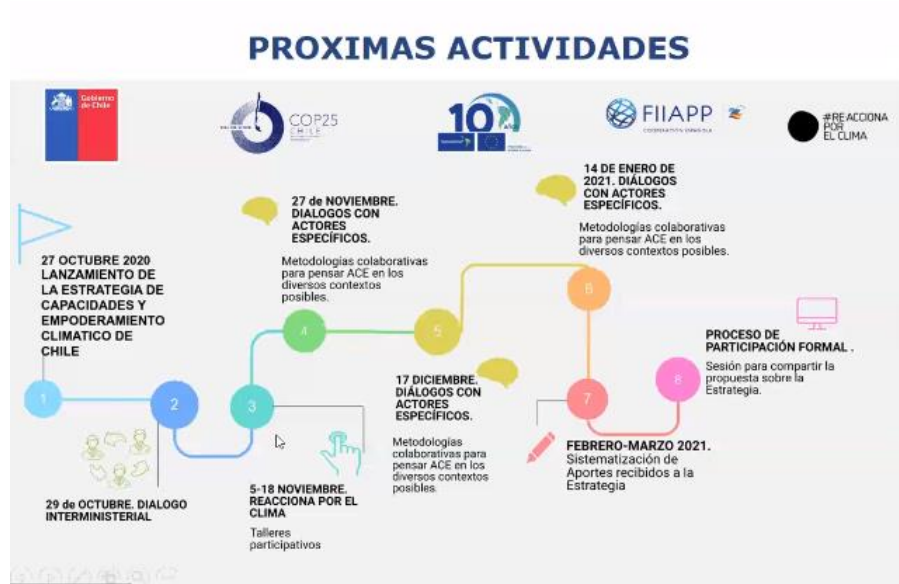 PROXIMAS ACTIVIDADES
Gobierno
de Chile
COP25
CHILE
10
años
FIIAPP
COOPERACIÓN ESPAÑOLA
#REACCIONA
POR
EL CLIMA
27 OCTUBRE 2020
LANZAMIENTO DE
LA ESTRATEGIA DE
CAPACIDADES Y
EMPODERAMIENTO
CLIMATICO DE
CHILE
1
2
29 de OCTUBRE. DIALOGO
INTERMINISTERIAL
3
5-18 NOVIEMBRE.
REACCIONA POR EL
CLIMA
Talleres
participativos
27 de NOVIEMBRE.
DIALOGOS CON
ACTORES
ESPECÍFICOS.
Metodologías colaborativas
para pensar ACE en los
diversos contextos
posibles.
4
5
17 DICIEMBRE.
DIÁLOGOS CON
ACTORES
ESPECÍFICOS.
Metodologías
colaborativas para
pensar ACE en los
diversos contextos
posibles.
14 DE ENERO DE
2021. DIÁLOGOS
CON ACTORES
ESPECÍFICOS.
Metodologías colaborativas
para pensar ACE en los
diversos contextos posibles.
6
7
FEBRERO-MARZO 2021.
Sistematización de
Aportes recibidos a la
Estrategia
8
PROCESO DE
PARTICIPACIÓN FORMAL .
Sesión para compartir la
propuesta sobre la
Estrategia.